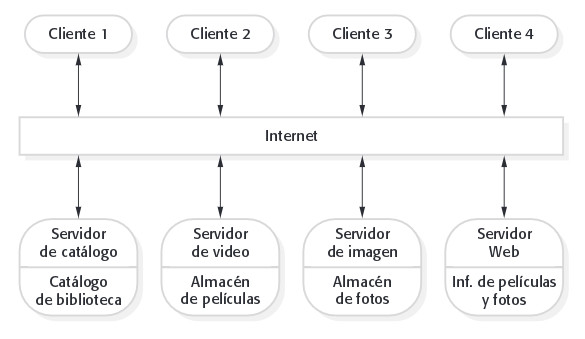 Cliente 1
Cliente 2
Cliente 3
Cliente 4
Internet
Servidor
de catálogo
Catálogo
de biblioteca
Servidor
de video
Almacén
de películas
Servidor
de imagen
Almacén
de fotos
Servidor
Web
Inf. de películas
y fotos